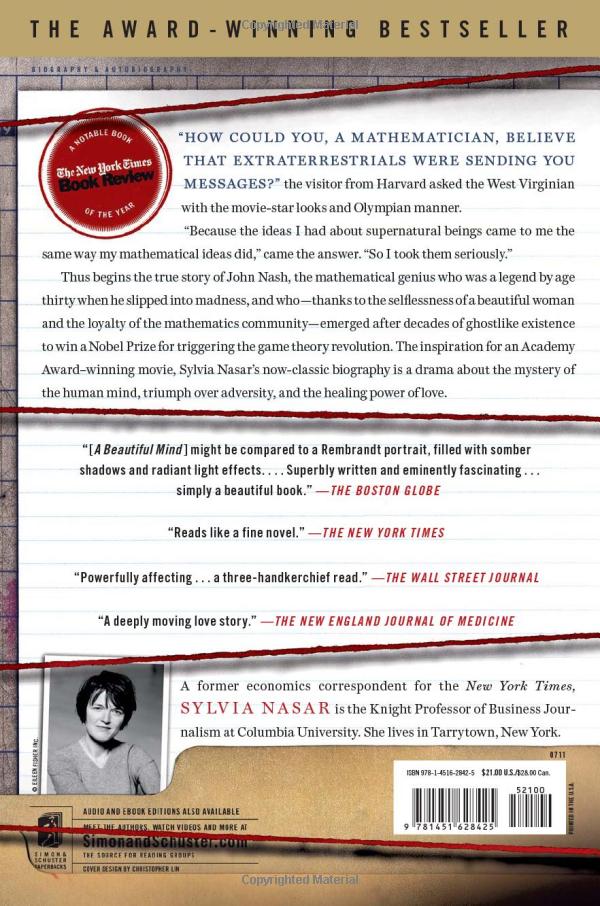 THE AWARD-WINNING BESTSELLER
Copyrighted Material
BIOGRAPHY & AUTOBIOGRAPHY
A NOTABLE BOOK
The New York Times
Book Review
OF THE YEAR
“HOW COULD YOU, A MATHEMATICIAN, BELIEVE
THAT EXTRATERRESTRIALS WERE SENDING YOU
MESSAGES?” the visitor from Harvard asked the West Virginian
with the movie-star looks and Olympian manner.
“Because the ideas I had about supernatural beings came to me the
same way my mathematical ideas did,” came the answer. “So I took them seriously.”
Thus begins the true story of John Nash, the mathematical genius who was a legend by age
thirty when he slipped into madness, and who—thanks to the selflessness of a beautiful woman
and the loyalty of the mathematics community—emerged after decades of ghostlike existence
to win a Nobel Prize for triggering the game theory revolution. The inspiration for an Academy
Award–winning movie, Sylvia Nasar’s now-classic biography is a drama about the mystery of
the human mind, triumph over adversity, and the healing power of love.
“[A Beautiful Mind] might be compared to a Rembrandt portrait, filled with somber
shadows and radiant light effects. . . . Superbly written and eminently fascinating . . .
simply a beautiful book.” —THE BOSTON GLOBE
“Reads like a fine novel.” —THE NEW YORK TIMES
“Powerfully affecting . . . a three-handkerchief read.” —THE WALL STREET JOURNAL
“A deeply moving love story.” —THE NEW ENGLAND JOURNAL OF MEDICINE
A former economics correspondent for the New York Times,
SYLVIA NASAR is the Knight Professor of Business Jour-
nalism at Columbia University. She lives in Tarrytown, New York.
© EILEEN FISHER INC.
0711
ISBN 978-1-4516-2842-5 $21.00 U.S./$28.00 Can.
52100
9 781451 628425
PRINTED IN THE U.S.A.
AUDIO AND EBOOK EDITIONS ALSO AVAILABLE
MEET THE AUTHORS, WATCH VIDEOS AND MORE AT
SimonandSchuster.com
THE SOURCE FOR READING GROUPS
COVER DESIGN BY CHRISTOPHER LIN
SIMON &
SCHUSTER
PAPERBACKS
Copyrighted Material